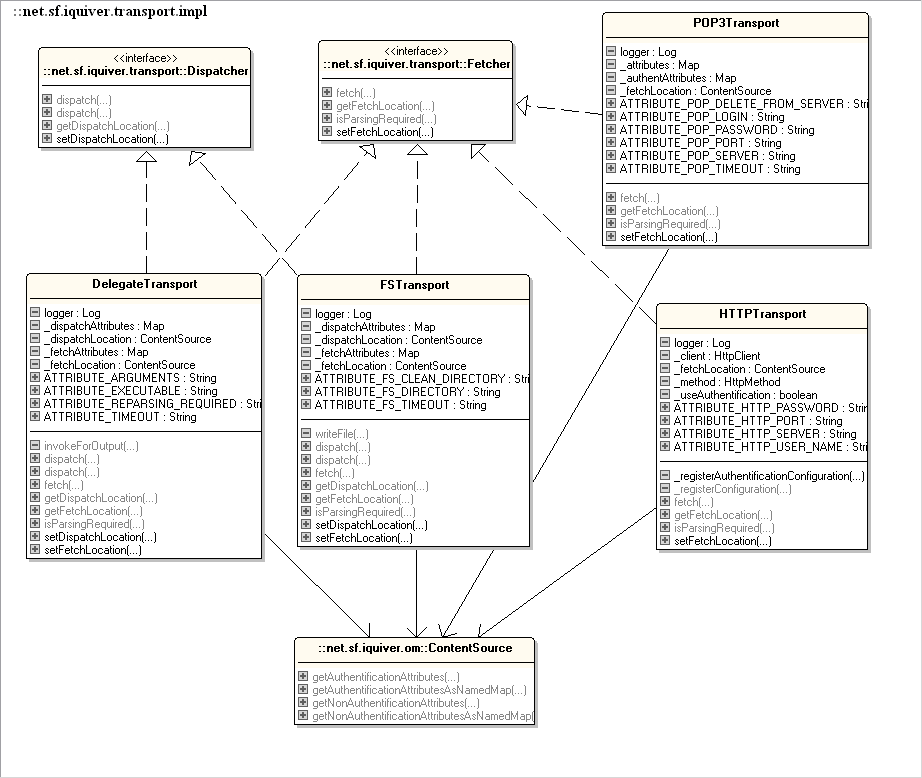 ::net.sf.iquiver.transport.impl
<<interface>>
::net.sf.iquiver.transport::Dispatcher
dispatch(...)
dispatch(...)
getDispatchLocation(...)
setDispatchLocation(...)
<<interface>>
::net.sf.iquiver.transport::Fetcher
fetch(...)
getFetchLocation(...)
isParsingRequired(...)
setFetchLocation(...)
POP3Transport
logger : Log
_attributes : Map
_authentAttributes : Map
_fetchLocation : ContentSource
ATTRIBUTE_POP_DELETE_FROM_SERVER : Stri
ATTRIBUTE_POP_LOGIN : String
ATTRIBUTE_POP_PASSWORD : String
ATTRIBUTE_POP_PORT : String
ATTRIBUTE_POP_SERVER : String
ATTRIBUTE_POP_TIMEOUT : String
fetch(...)
getFetchLocation(...)
isParsingRequired(...)
setFetchLocation(...)
DelegateTransport
logger : Log
_dispatchAttributes : Map
_dispatchLocation : ContentSource
_fetchAttributes : Map
_fetchLocation : ContentSource
ATTRIBUTE_ARGUMENTS : String
ATTRIBUTE_EXECUTABLE : String
ATTRIBUTE_REPARSING_REQUIRED : Stri
ATTRIBUTE_TIMEOUT : String
invokeForOutput(...)
dispatch(...)
dispatch(...)
fetch(...)
getDispatchLocation(...)
getFetchLocation(...)
isParsingRequired(...)
setDispatchLocation(...)
setFetchLocation(...)
FSTransport
logger : Log
_dispatchAttributes : Map
_dispatchLocation : ContentSource
_fetchAttributes : Map
_fetchLocation : ContentSource
ATTRIBUTE_FS_CLEAN_DIRECTORY : Stri
ATTRIBUTE_FS_DIRECTORY : String
ATTRIBUTE_FS_TIMEOUT : String
writeFile(...)
dispatch(...)
dispatch(...)
fetch(...)
getDispatchLocation(...)
getFetchLocation(...)
isParsingRequired(...)
setDispatchLocation(...)
setFetchLocation(...)
HTTPTransport
logger : Log
_client : HttpClient
_fetchLocation : ContentSource
_method : HttpMethod
_useAuthentification : boolean
ATTRIBUTE_HTTP_PASSWORD : Strin
ATTRIBUTE_HTTP_PORT : String
ATTRIBUTE_HTTP_SERVER : String
ATTRIBUTE_HTTP_USER_NAME : Stri
_registerAuthentificationConfiguration(...)
_registerConfiguration(...)
fetch(...)
getFetchLocation(...)
isParsingRequired(...)
setFetchLocation(...)
::net.sf.iquiver.om::ContentSource
getAuthentificationAttributes(...)
getAuthentificationAttributesAsNamedMap(...)
getNonAuthentificationAttributes(...)
getNonAuthentificationAttributesAsNamedMap(